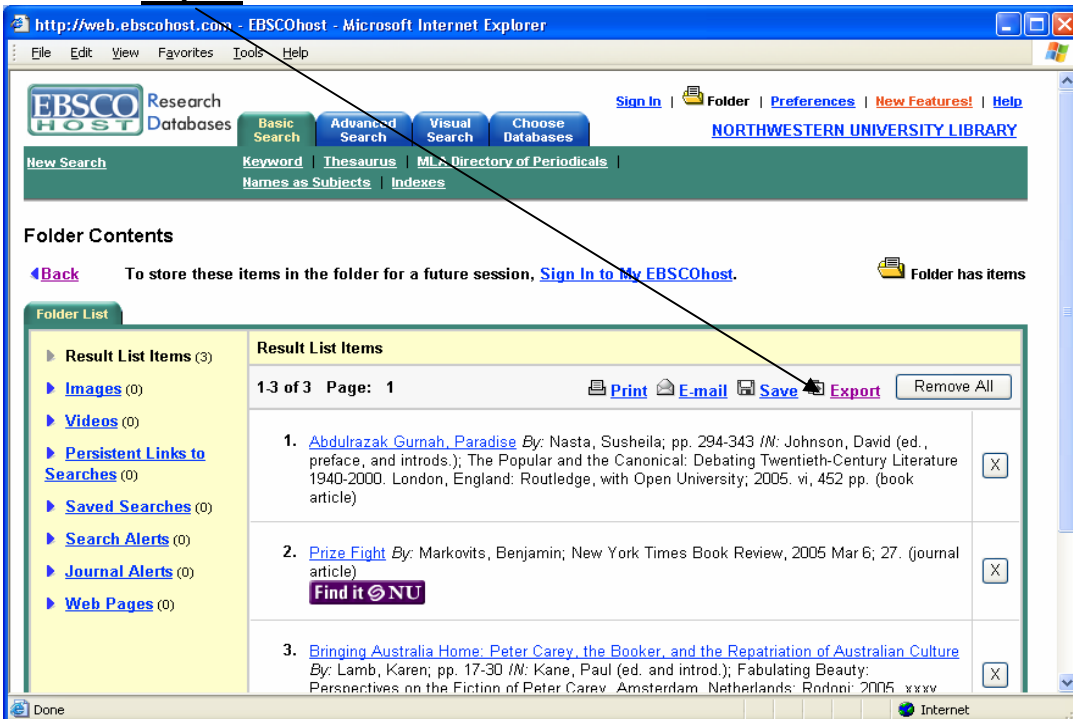 http://web.ebscohost.com - EBSCOhost - Microsoft Internet Explorer
File Edit View Favorites Tools Help
EBSCO HOST Research Databases
Sign In | Folder | Preferences | New Features! | Help
Basic Search Advanced Search Visual Search Choose Databases
NORTHWESTERN UNIVERSITY LIBRARY
New Search Keyword | Thesaurus | MLA Directory of Periodicals |
Names as Subjects | Indexes
Folder Contents
Back To store these items in the folder for a future session, Sign In to My EBSCOhost. Folder has items
Folder List
Result List Items (3)
Images (0)
Videos (0)
Persistent Links to
Searches (0)
Saved Searches (0)
Search Alerts (0)
Journal Alerts (0)
Web Pages (0)
Result List Items
1-3 of 3 Page: 1 Print E-mail Save Export Remove All
1. Abdulrazak Gurnah, Paradise By: Nasta, Susheila; pp. 294-343 IN: Johnson, David (ed.,
preface, and introds.); The Popular and the Canonical: Debating Twentieth-Century Literature
1940-2000. London, England: Routledge, with Open University; 2005. vi, 452 pp. (book
article)
X
2. Prize Fight By: Markovits, Benjamin; New York Times Book Review, 2005 Mar 6; 27. (journal
article)
X
Find it @ NU
3. Bringing Australia Home: Peter Carey, the Booker, and the Repatriation of Australian Culture
By: Lamb, Karen; pp. 17-30 IN: Kane, Paul (ed. and introd.); Fabulating Beauty:
Perspectives on the Fiction of Peter Carey. Amsterdam, Netherlands: Rodopi; 2005. xxxv
X
Done Internet